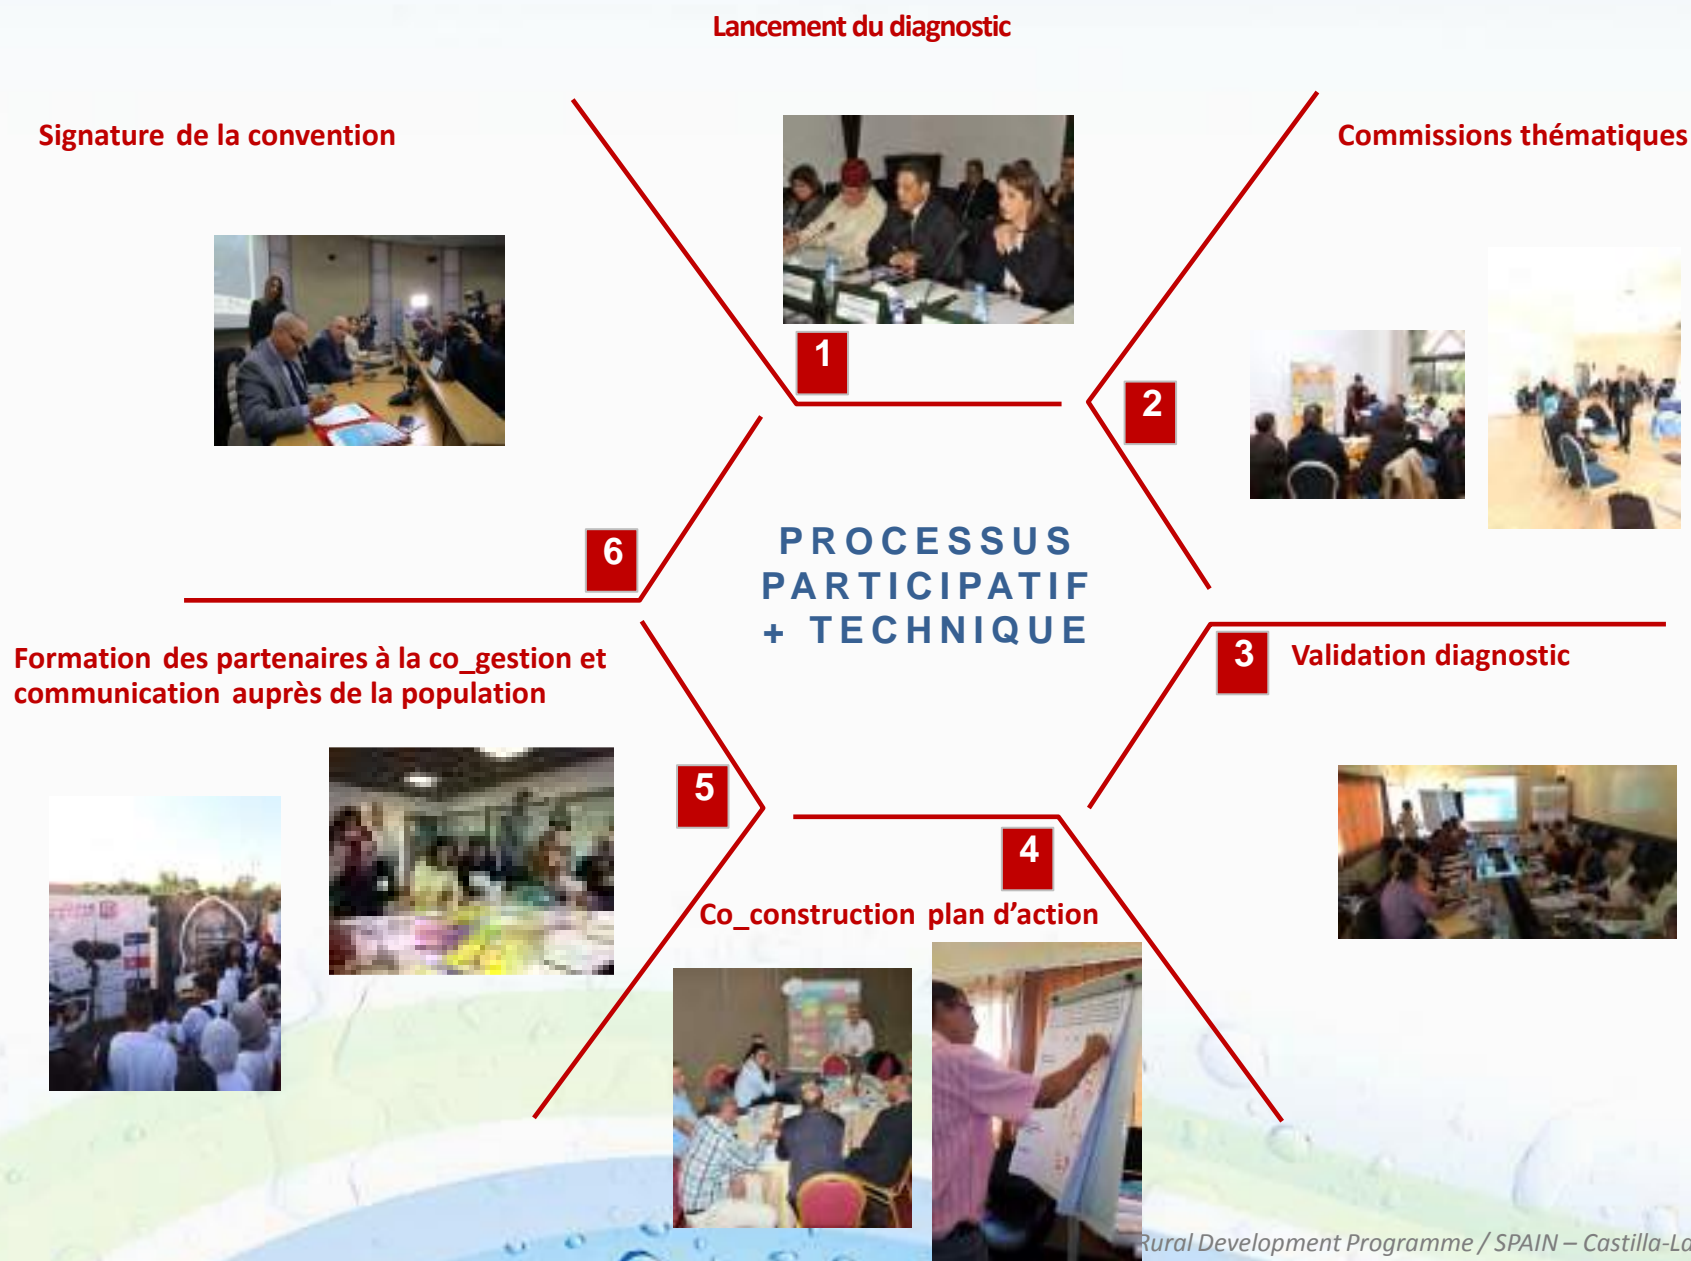 Lancement du diagnostic
Signature de la convention
Commissions thématiques
1
2
6
PROCESSUS
PARTICIPATIF
+ TECHNIQUE
3
Validation diagnostic
Formation des partenaires à la co_gestion et
communication auprès de la population
5
4
Co_construction plan d'action
Rural Development Programme / SPAIN – Castilla-La